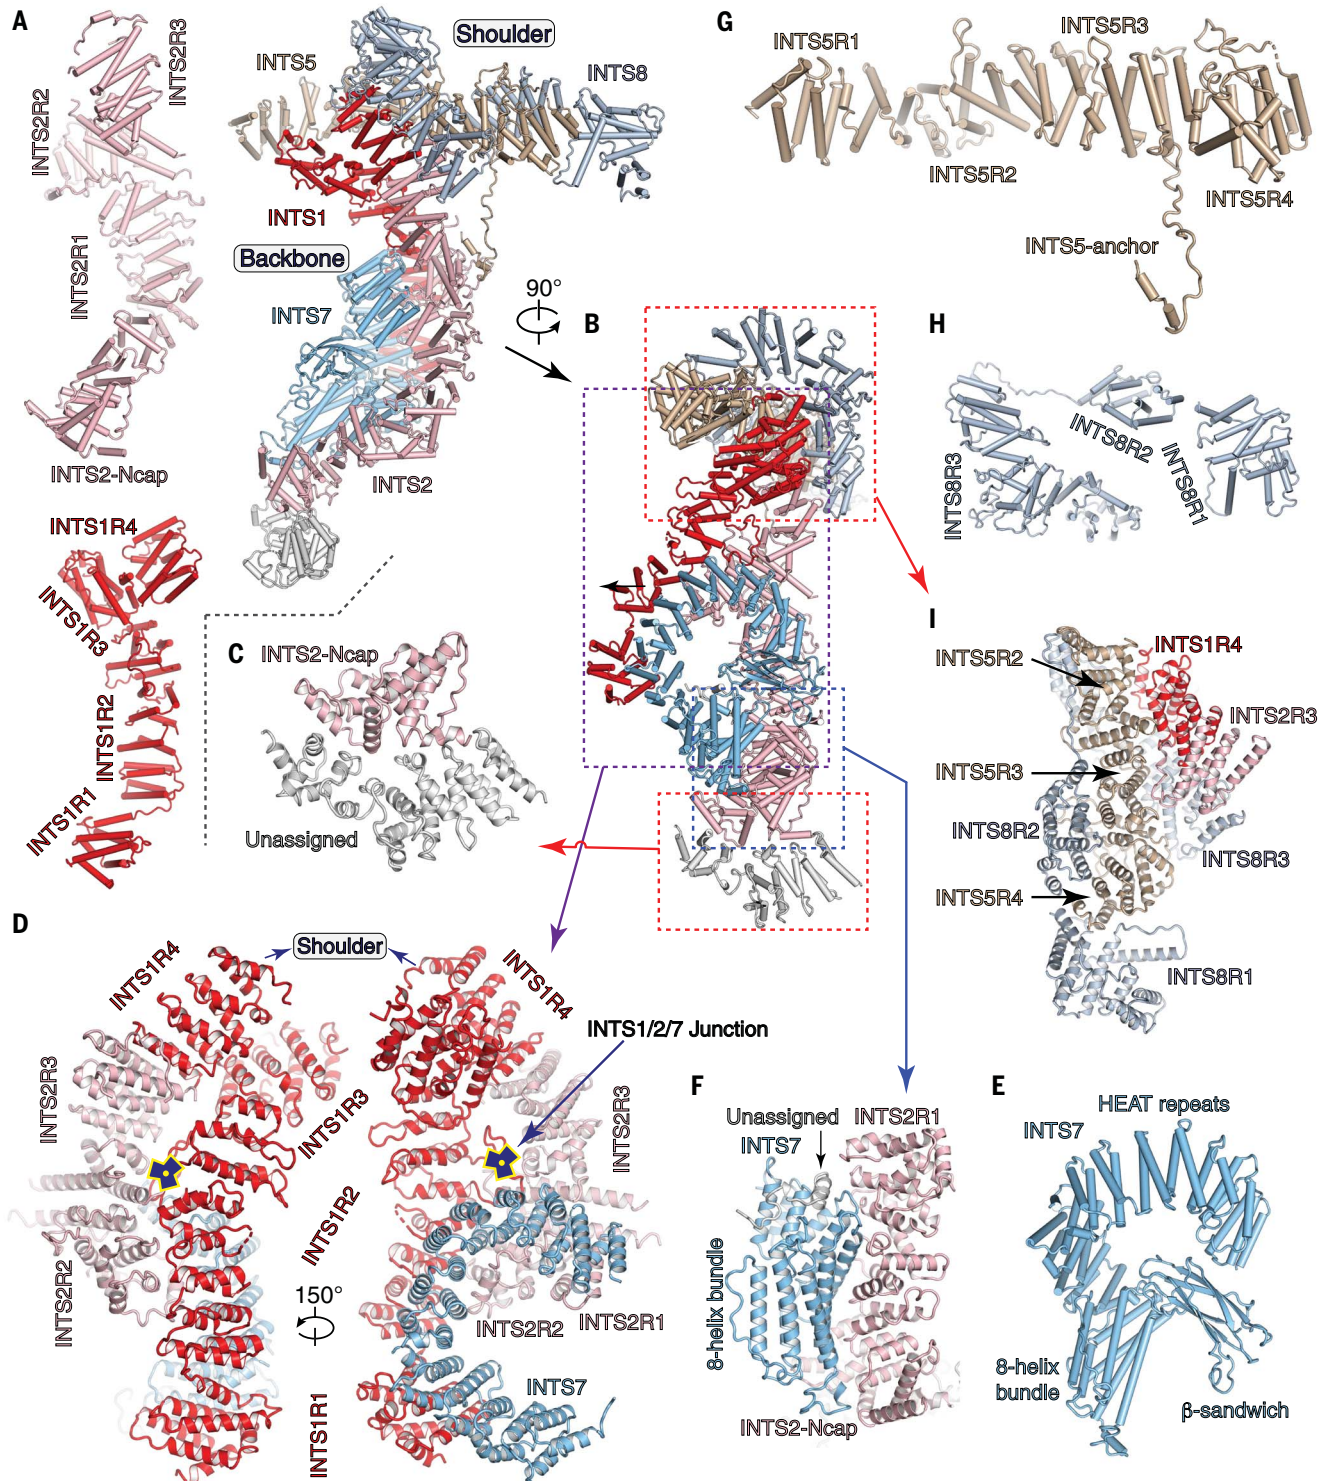 A
INTS2R3
INTS2R2
INTS2R1
INTS2-Ncap
INTS5
Shoulder
INTS8
INTS1
Backbone
INTS7
INTS2
90°
INTS1R4
INTS1R3
INTS1R2
INTS1R1
B
C
INTS2-Ncap
Unassigned
D
INTS1R4
Shoulder
INTS1R4
INTS1/2/7 Junction
INTS2R3
INTS1R3
INTS2R3
INTS1R2
INTS2R2
150°
INTS2R2
INTS2R1
INTS1R1
INTS7
G
INTS5R1
INTS5R3
INTS5R2
INTS5R4
INTS5-anchor
H
INTS8R3
INTS8R2
INTS8R1
I
INTS5R2
INTS1R4
INTS2R3
INTS5R3
INTS8R2
INTS8R3
INTS5R4
INTS8R1
F
Unassigned
INTS7
INTS2R1
8-helix bundle
INTS2-Ncap
E
HEAT repeats
INTS7
8-helix
bundle
β-sandwich